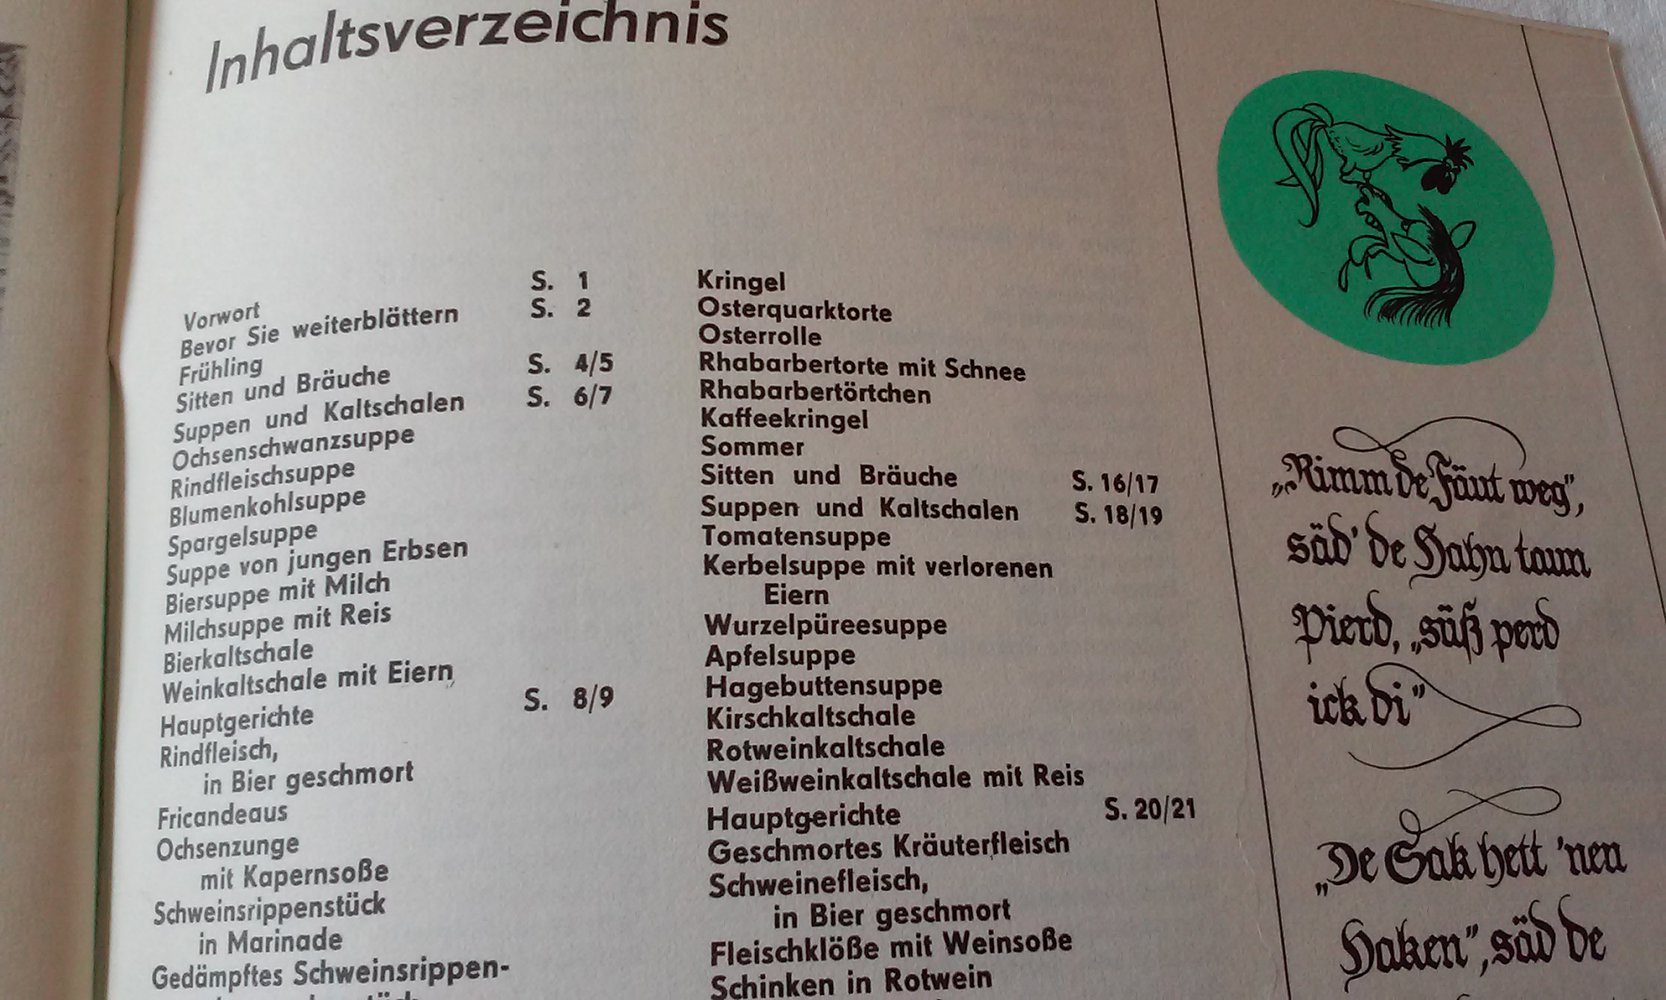 Inhaltsverzeichnis
Vorwort S. 1
Bevor Sie weiterblättern S. 2
Frühling
Sitten und Bräuche S. 4/5
Suppen und Kaltschalen S. 6/7
Ochsenschwanzsuppe
Rindfleischsuppe
Blumenkohlsuppe
Spargelsuppe
Suppe von jungen Erbsen
Biersuppe mit Milch
Milchsuppe mit Reis
Bierkaltschale
Weinkaltschale mit Eiern
Hauptgerichte S. 8/9
Rindfleisch,
in Bier geschmort
Fricandeaus
Ochsenzunge
mit Kapernsoße
Schweinsrippenstück
in Marinade
Gedämpftes Schweinsrippen-
Kringel
Osterquarktorte
Osterrolle
Rhabarbertorte mit Schnee
Rhabarbertörtchen
Kaffeekringel
Sommer
Sitten und Bräuche S. 16/17
Suppen und Kaltschalen S. 18/19
Tomatensuppe
Kerbelsuppe mit verlorenen
Eiern
Wurzelpüreesuppe
Apfelsuppe
Hagebuttensuppe
Kirschkaltschale
Rotweinkaltschale
Weißweinkaltschale mit Reis
Hauptgerichte S. 20/21
Geschmortes Kräuterfleisch
Schweinefleisch,
in Bier geschmort
Fleischklöße mit Weinsoße
Schinken in Rotwein
„Nimm de Fäut weg",
säd' de Hahn taum
Pierd, „süß perd
ick di"
„De Sak hett 'nen
Haken", säd de